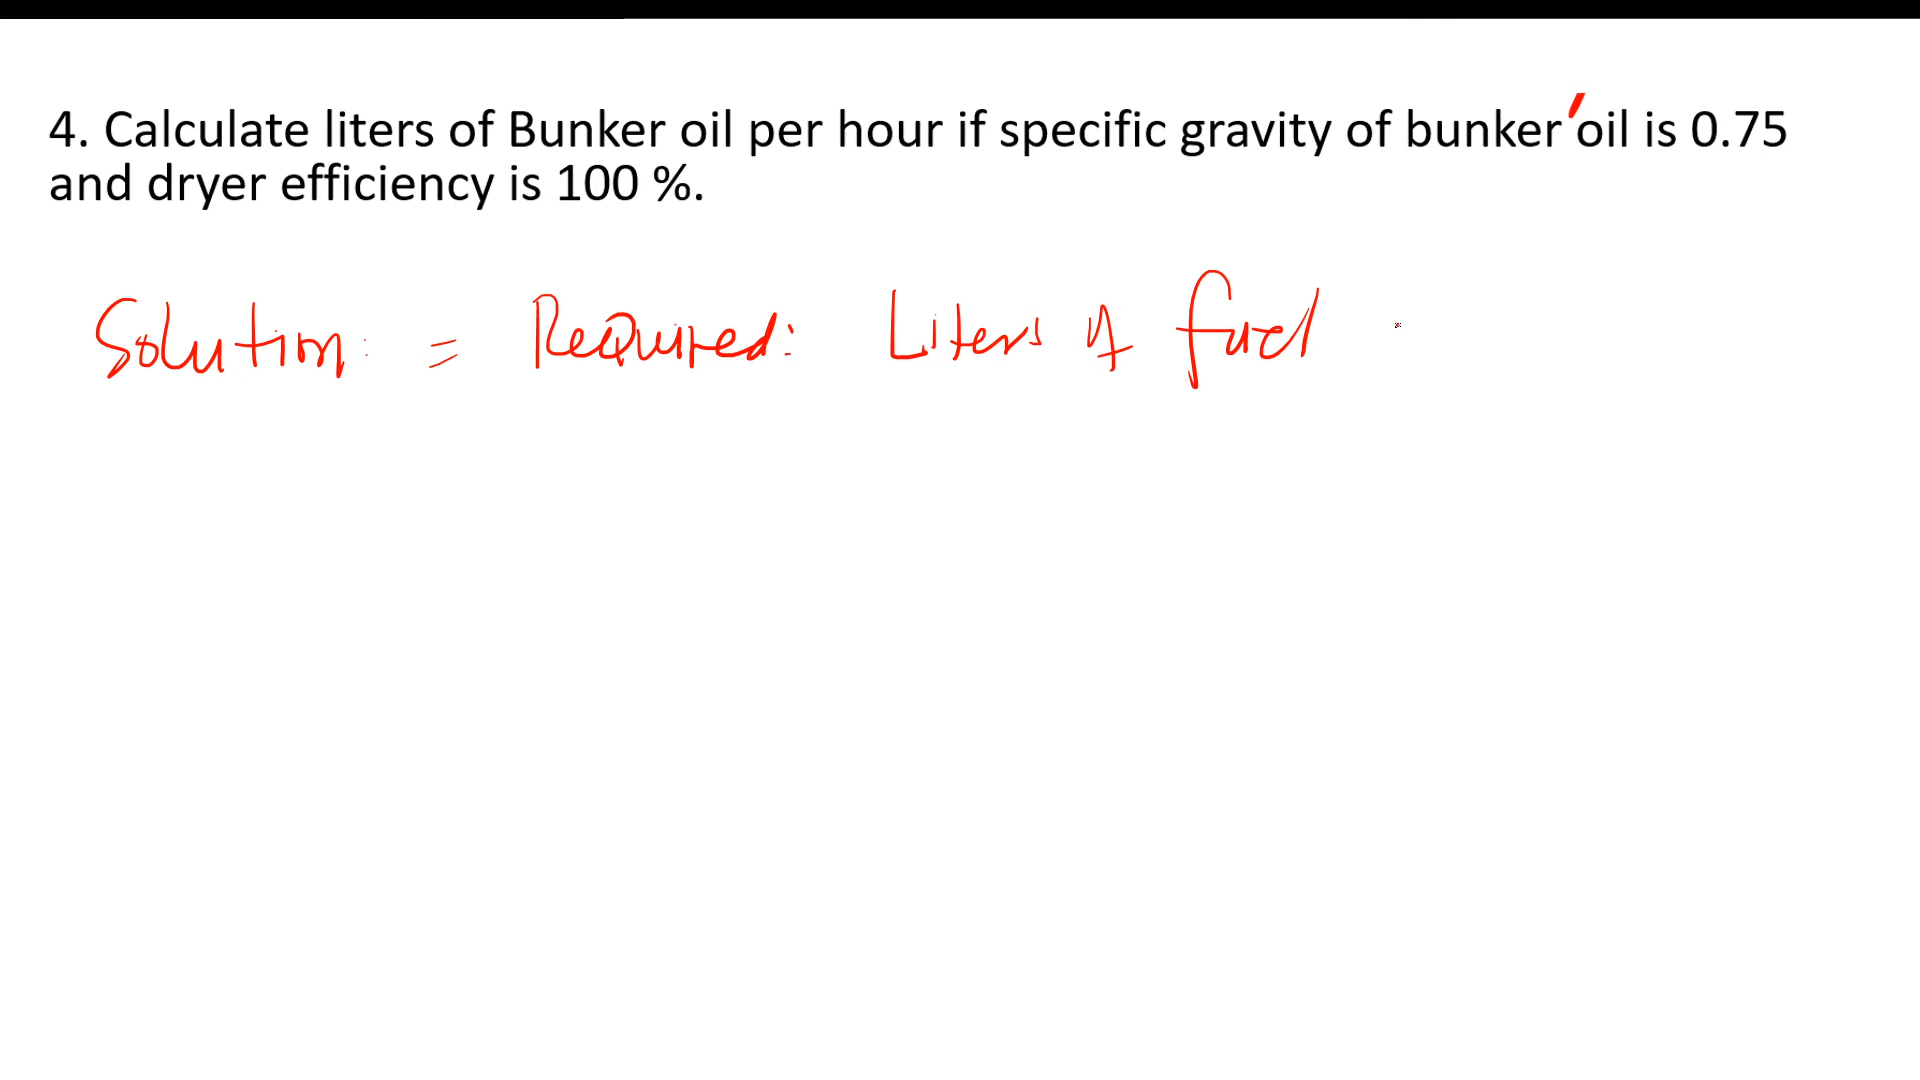 4. Calculate liters of Bunker oil per hour if specific gravity of bunker oil is 0.75
and dryer efficiency is 100 %.
Solution: = Required: Liters of fuel